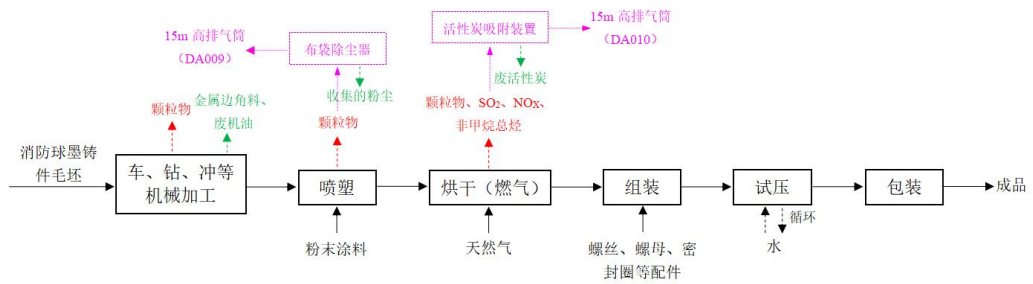 15m 高排气筒
（DA009）
布袋除尘器
活性炭吸附装置
15m 高排气筒
（DA010）
收集的粉尘
废活性炭
颗粒物
金属边角料、
废机油
颗粒物
颗粒物、SO2、NOX、
非甲烷总烃
消防球墨铸
件毛坯
车、钻、冲等
机械加工
喷塑
烘干（燃气）
组装
试压
包装
成品
粉末涂料
天然气
螺丝、螺母、密
封圈等配件
水
循环